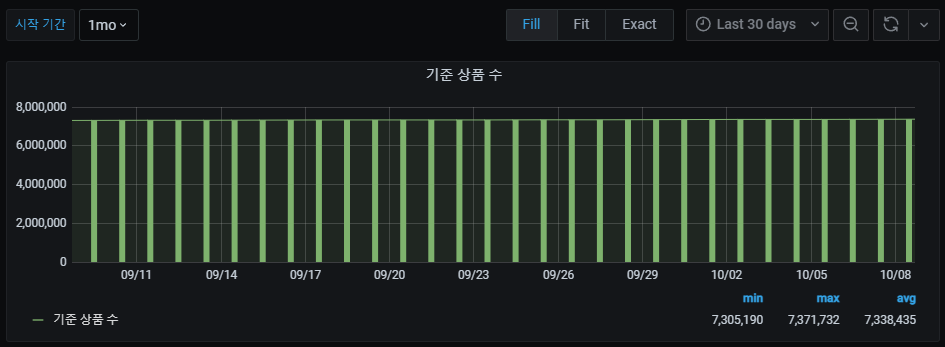 시작 기간 1mo Fill Fit Exact Last 30 days
기준 상품 수
8,000,000
6,000,000
4,000,000
2,000,000
0
09/11 09/14 09/17 09/20 09/23 09/26 09/29 10/02 10/05 10/08
min max avg
기준 상품 수 7,305,190 7,371,732 7,338,435